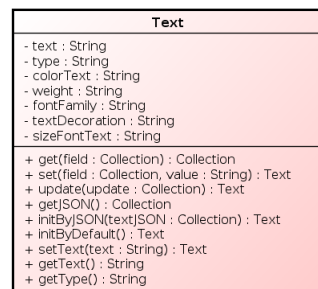 Text
- text : String
- type : String
- colorText : String
- weight : String
- fontFamily : String
- textDecoration : String
- sizeFontText : String
+ get(field : Collection) : Collection
+ set(field : Collection, value : String) : Text
+ update(update : Collection) : Text
+ getJSON() : Collection
+ initByJSON(textJSON : Collection) : Text
+ initByDefault() : Text
+ setText(text : String) : Text
+ getText() : String
+ getType() : String